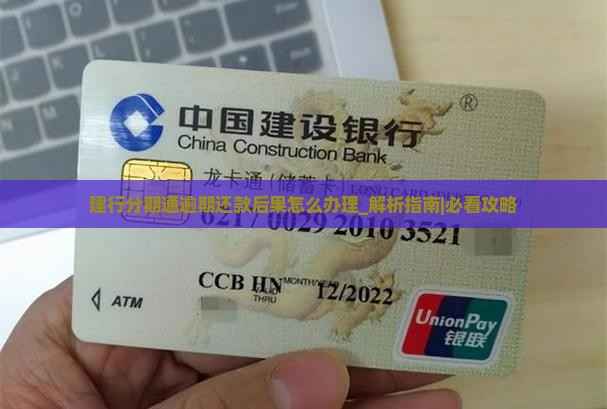 ®
中国建设银行
China Construction Bank
龙卡通(储蓄卡) LONG CARD
建行分期通逾期还款后果怎么办理_解析指南|必看攻略
0029 2010 3521
CCB HN MONTH/YEAR 12/2022
VALID
THRU
ATM
UnionPay
银联